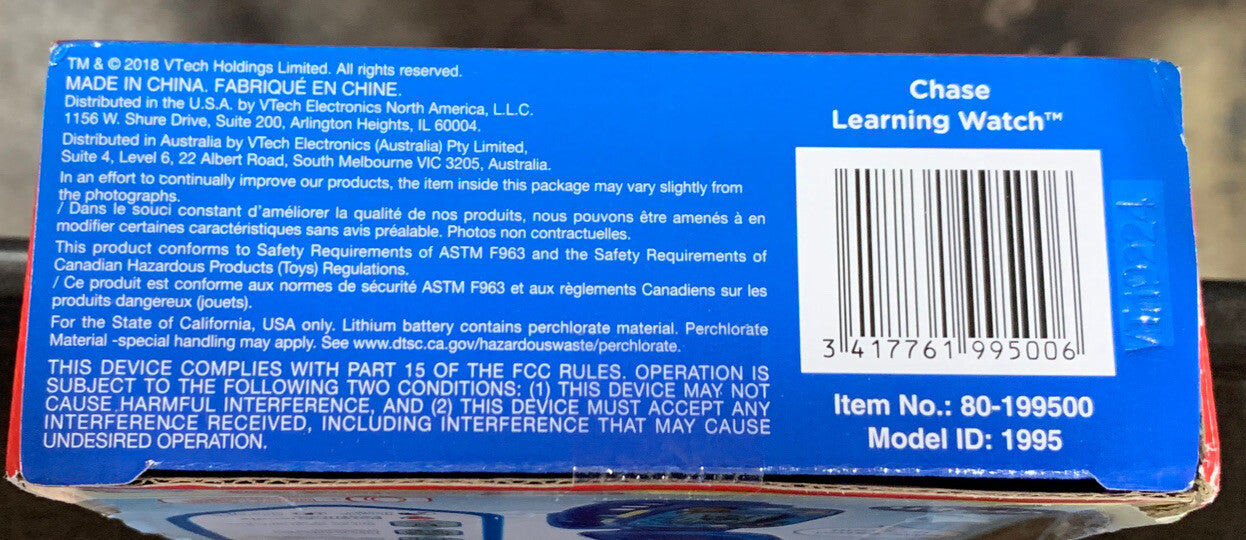 TM & © 2018 VTech Holdings Limited. All rights reserved.
MADE IN CHINA. FABRIQUÉ EN CHINE.
Distributed in the U.S.A. by VTech Electronics North America, L.L.C.
1156 W. Shure Drive, Suite 200, Arlington Heights, IL 60004.
Distributed in Australia by VTech Electronics (Australia) Pty Limited,
Suite 4, Level 6, 22 Albert Road, South Melbourne VIC 3205, Australia.
In an effort to continually improve our products, the item inside this package may vary slightly from
the photographs.
/ Dans le souci constant d'améliorer la qualité de nos produits, nous pouvons être amenés à en
modifier certaines caractéristiques sans avis préalable. Photos non contractuelles.
This product conforms to Safety Requirements of ASTM F963 and the Safety Requirements of
Canadian Hazardous Products (Toys) Regulations.
/ Ce produit est conforme aux normes de sécurité ASTM F963 et aux règlements Canadiens sur les
produits dangereux (jouets).
For the State of California, USA only. Lithium battery contains perchlorate material. Perchlorate
Material -special handling may apply. See www.dtsc.ca.gov/hazardouswaste/perchlorate.
THIS DEVICE COMPLIES WITH PART 15 OF THE FCC RULES. OPERATION IS
SUBJECT TO THE FOLLOWING TWO CONDITIONS: (1) THIS DEVICE MAY NOT
CAUSE HARMFUL INTERFERENCE, AND (2) THIS DEVICE MUST ACCEPT ANY
INTERFERENCE RECEIVED, INCLUDING INTERFERENCE THAT MAY CAUSE
UNDESIRED OPERATION.
Chase
Learning Watch™
3 417761 995006
Item No.: 80-199500
Model ID: 1995